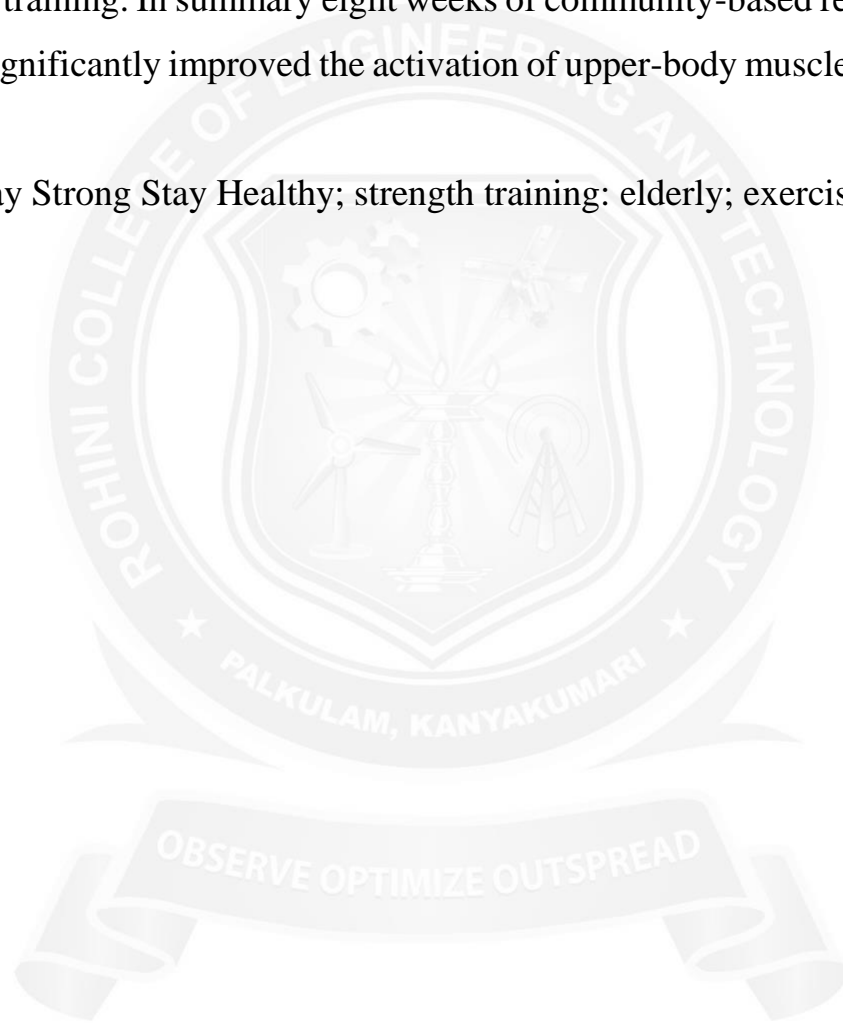 training. In summary eight weeks of community-based re
gnificantly improved the activation of upper-body muscle
ay Strong Stay Healthy; strength training: elderly; exercis
ROHINI COLLEGE OF ENGINEERING AND TECHNOLOGY
PALKULAM, KANYAKUMARI
OBSERVE OPTIMIZE OUTSPREAD